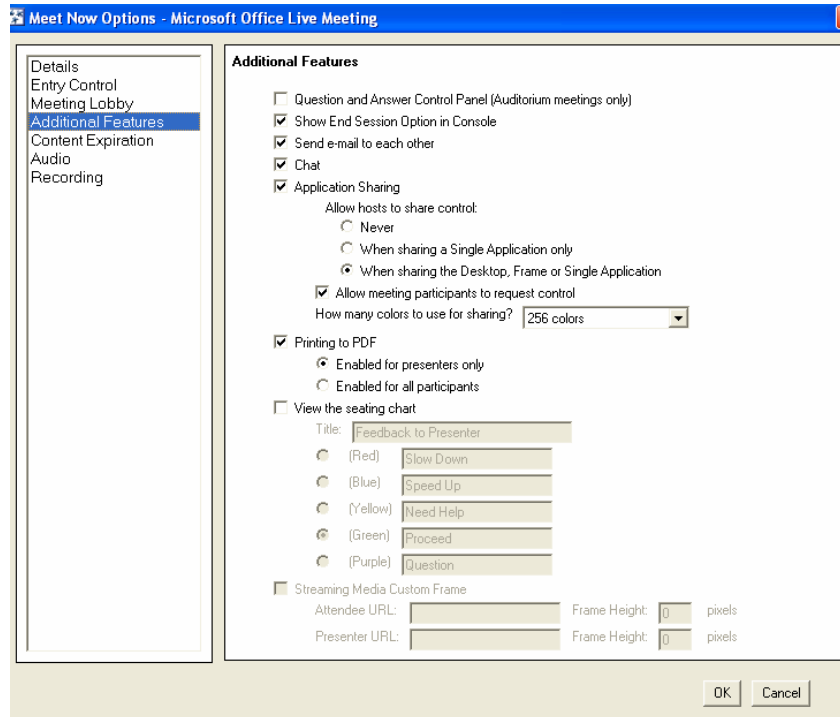 Meet Now Options - Microsoft Office Live Meeting
Details
Entry Control
Meeting Lobby
Additional Features
Content Expiration
Audio
Recording
Additional Features
Question and Answer Control Panel (Auditorium meetings only)
Show End Session Option in Console
Send e-mail to each other
Chat
Application Sharing
Allow hosts to share control:
Never
When sharing a Single Application only
When sharing the Desktop, Frame or Single Application
Allow meeting participants to request control
How many colors to use for sharing? 256 colors
Printing to PDF
Enabled for presenters only
Enabled for all participants
View the seating chart
Title: Feedback to Presenter
(Red) Slow Down
(Blue) Speed Up
(Yellow) Need Help
(Green) Proceed
(Purple) Question
Streaming Media Custom Frame
Attendee URL: Frame Height: 0 pixels
Presenter URL: Frame Height: 0 pixels
OK Cancel